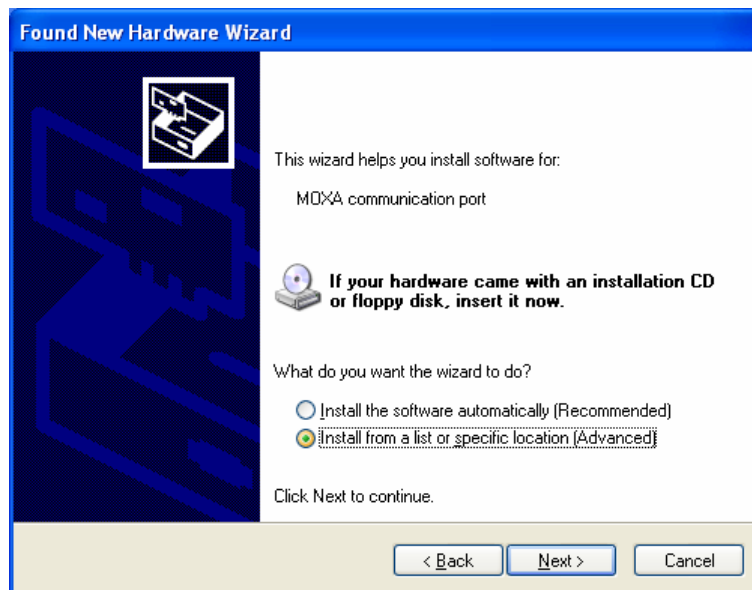 Found New Hardware Wizard
This wizard helps you install software for:
MOXA communication port
If your hardware came with an installation CD
or floppy disk, insert it now.
What do you want the wizard to do?
Install the software automatically (Recommended)
Install from a list or specific location (Advanced)
Click Next to continue.
< Back
Next >
Cancel